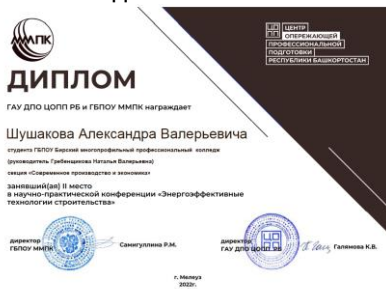 ММПК
ЦЕНТР
ОПЕРЕЖАЮЩЕЙ
ПРОФЕССИОНАЛЬНОЙ
ПОДГОТОВКИ
РЕСПУБЛИКИ БАШКОРТОСТАН
ДИПЛОМ
ГАУ ДПО ЦОПП РБ и ГБПОУ ММПК награждает
Шушакова Александра Валерьевича
студента ГБПОУ Бирский многопрофильный профессиональный колледж
(руководитель Гребенщикова Наталья Валерьевна)
секция «Современное производство и экономика»
занявший(ая) II место
в научно-практической конференции «Энергоэффективные
технологии строительства»
директор
ГБПОУ ММПК
Самигуллина Р.М.
директор
ГАУ ДПО ЦОПП РБ
Галянова К.В.
г. Мелеуз
2022г.